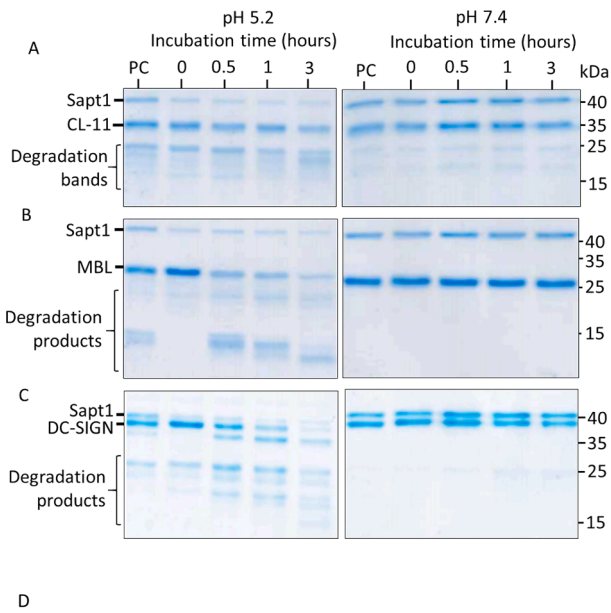 pH 5.2 pH 7.4
Incubation time (hours) Incubation time (hours)
A
PC 0 0.5 1 3 PC 0 0.5 1 3 kDa
Sapt1 40
CL-11 35
Degradation 25
bands
15
B
Sapt1 40
35
MBL 25
Degradation 15
products
C
Sapt1 40
DC-SIGN
35
Degradation 25
products
15
D